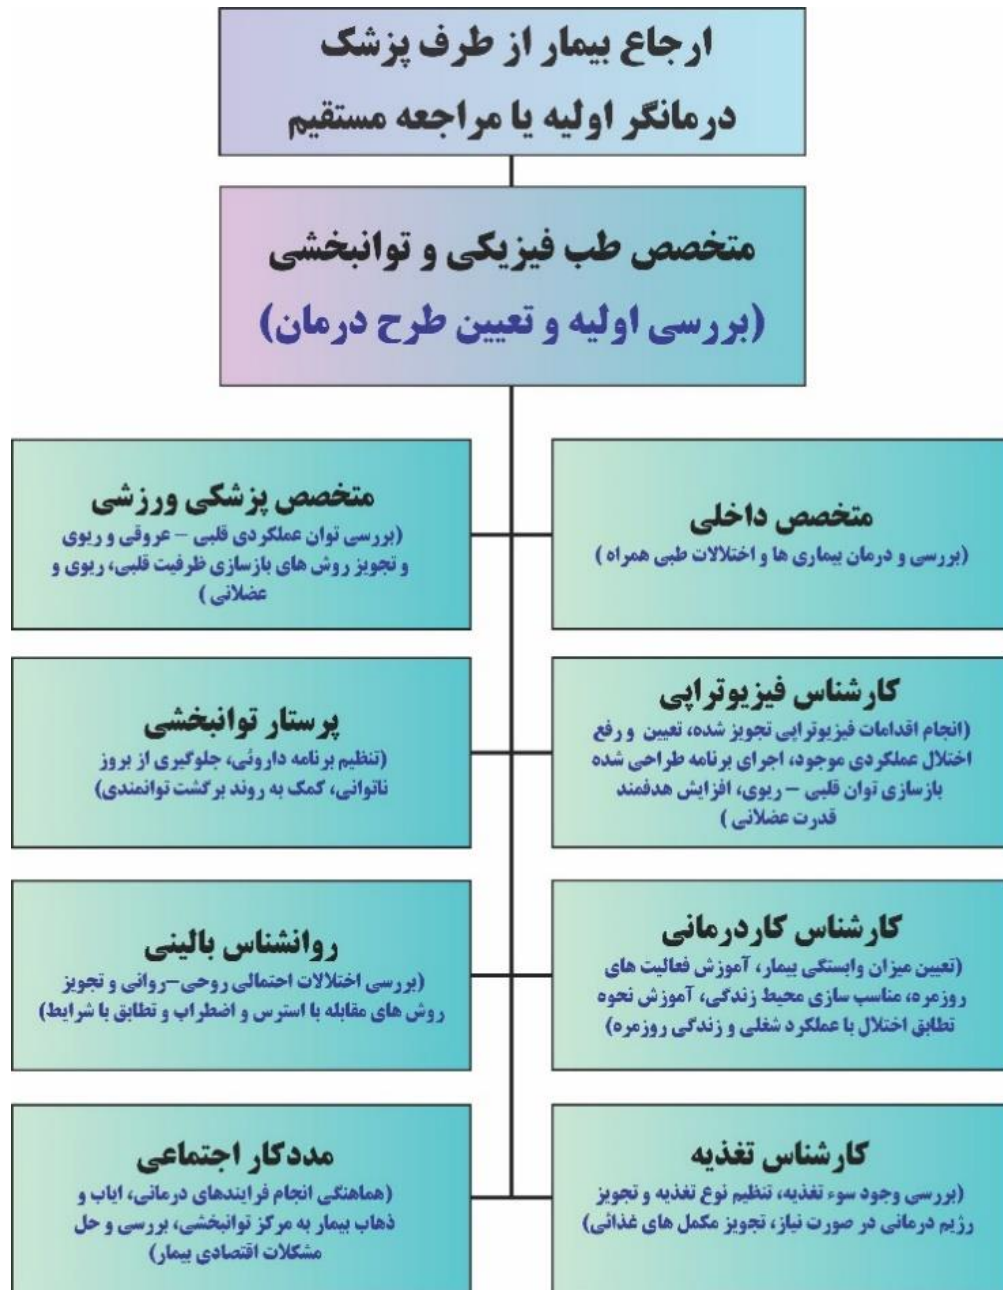 ارجاع بیمار از طرف پزشک
درمانگر اولیه یا مراجعه مستقیم
متخصص طب فیزیکی و توانبخشی
(بررسی اولیه و تعیین طرح درمان)
متخصص داخلی
(بررسی و درمان بیماری ها و اختلالات طبی همراه )
متخصص پزشکی ورزشی
(بررسی توان عملکردی قلبی – عروقی و ریوی
و تجویز روش های بازسازی ظرفیت قلبی، ریوی و
عضلانی )
کارشناس فیزیوتراپی
(انجام اقدامات فیزیوتراپی تجویز شده، تعیین و رفع
اختلال عملکردی موجود، اجرای برنامه طراحی شده
بازسازی توان قلبی – ریوی، افزایش هدفمند
قدرت عضلانی )
پرستار توانبخشی
(تنظیم برنامه داروئی، جلوگیری از بروز
ناتوانی، کمک به روند برگشت توانمندی)
کارشناس کاردرمانی
(تعیین میزان وابستگی بیمار، آموزش فعالیت های
روزمره، مناسب سازی محیط زندگی، آموزش نحوه
تطابق اختلال با عملکرد شغلی و زندگی روزمره)
روانشناس بالینی
(بررسی اختلالات احتمالی روحی–روانی و تجویز
روش های مقابله با استرس و اضطراب و تطابق با شرایط)
کارشناس تغذیه
(بررسی وجود سوء تغذیه، تنظیم نوع تغذیه و تجویز
رژیم درمانی در صورت نیاز، تجویز مکمل های غذائی)
مددکار اجتماعی
(هماهنگی انجام فرایندهای درمانی، ایاب و
ذهاب بیمار به مرکز توانبخشی، بررسی و حل
مشکلات اقتصادی بیمار)